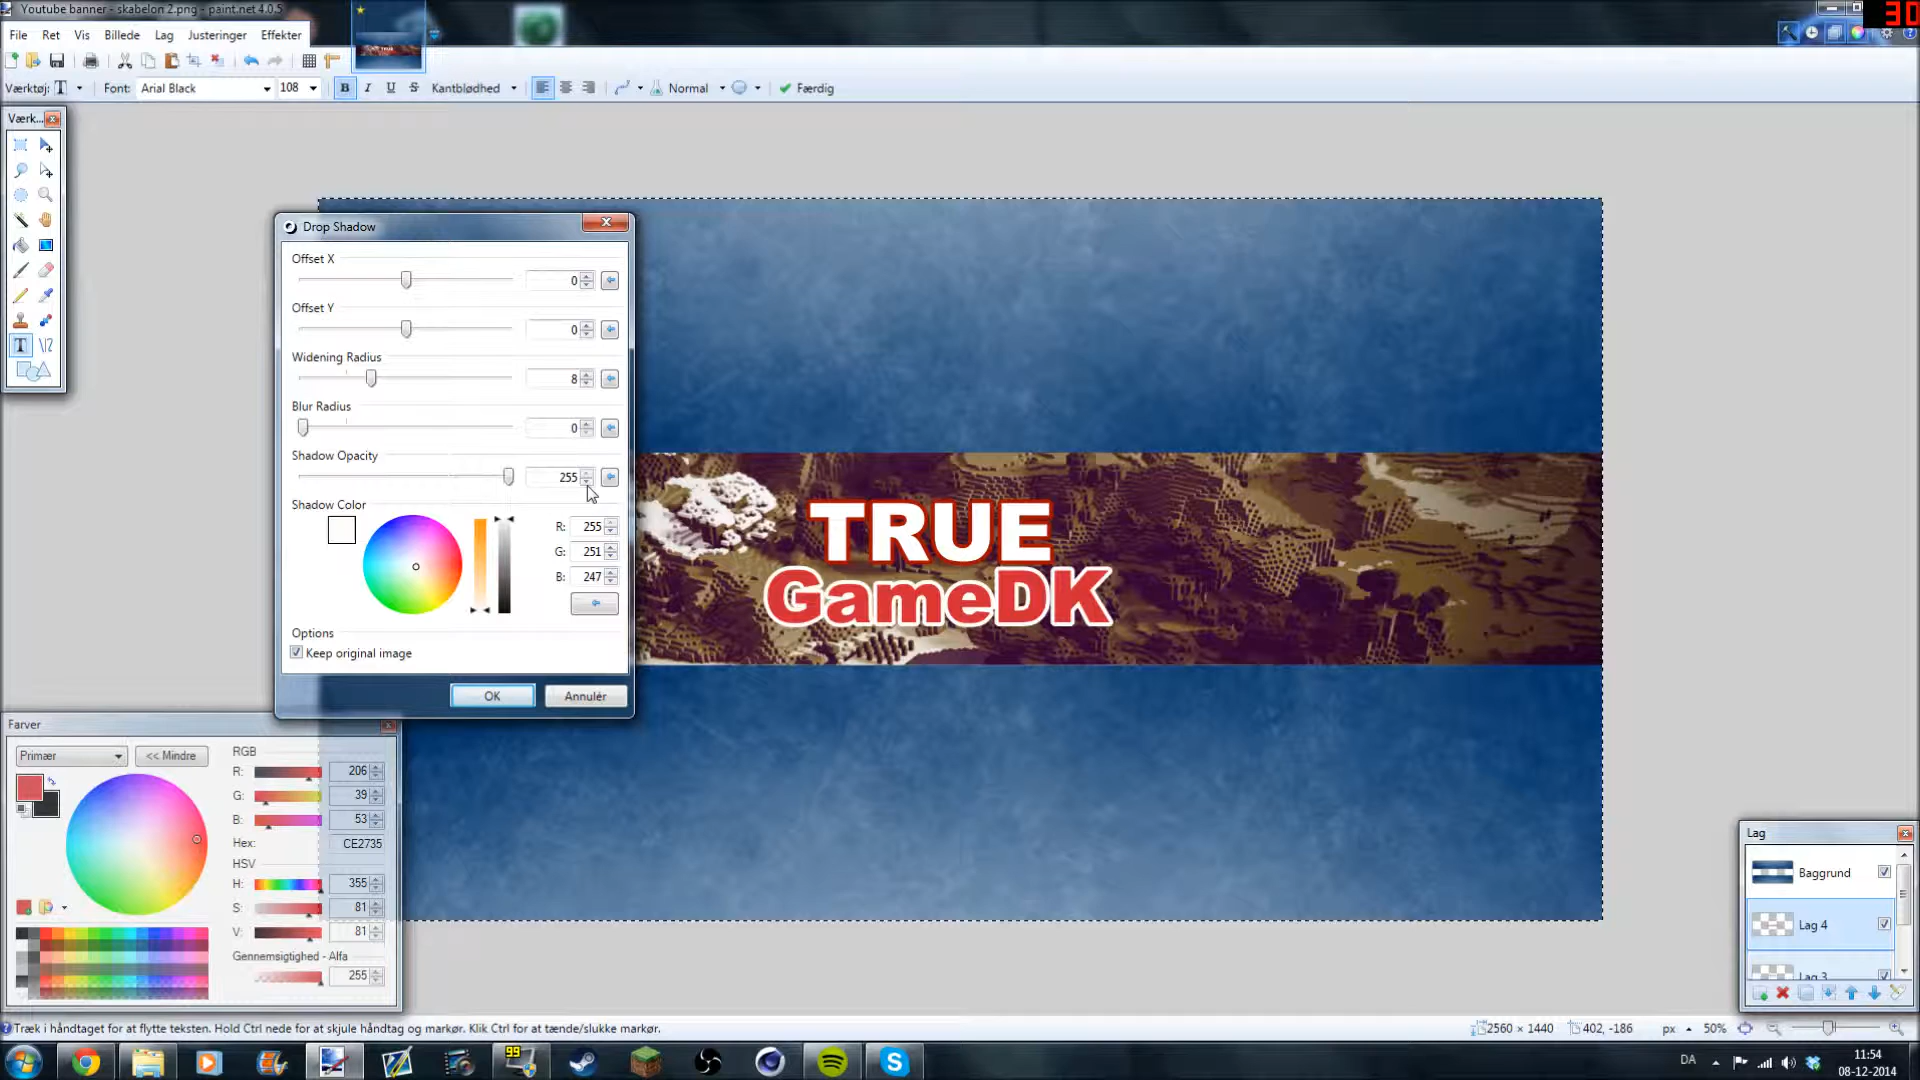 Youtube banner - skabelon 2.png - paint.net 4.0.5
30
File Ret Vis Billede Lag Justeringer Effekter
Værktøj: T Font: Arial Black 108 B I U S Kantblødhed Normal Færdig
Værk...
Drop Shadow
Offset X
0
Offset Y
0
Widening Radius
8
Blur Radius
0
Shadow Opacity
255
Shadow Color
R: 255
G: 251
B: 247
Options
Keep original image
OK Annulér
TRUE
GameDK
Farver
Primær << Mindre RGB
R: 206
G: 39
B: 53
Hex: CE2735
HSV
H: 355
S: 81
V: 81
Gennemsigtighed - Alfa
255
Lag
Baggrund
Lag 4
Lag 3
Træk i håndtaget for at flytte teksten. Hold Ctrl nede for at skjule håndtag og markør. Klik Ctrl for at tænde/slukke markør.
2560 × 1440 402, -186 px 50%
99
DA
11:54
08-12-2014